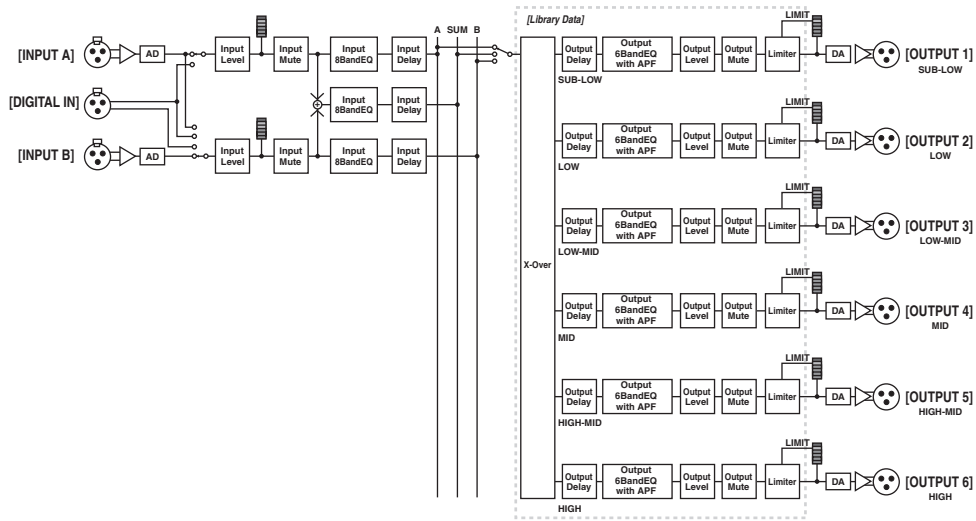 [Library Data]
A SUM B
[INPUT A]
AD
Input Level
Input Mute
Input 8BandEQ
Input Delay
[DIGITAL IN]
Input 8BandEQ
Input Delay
[INPUT B]
AD
Input Level
Input Mute
Input 8BandEQ
Input Delay
X-Over
LIMIT
Output Delay
Output 6BandEQ with APF
Output Level
Output Mute
Limiter
DA
[OUTPUT 1]
SUB-LOW
SUB-LOW
LIMIT
Output Delay
Output 6BandEQ with APF
Output Level
Output Mute
Limiter
DA
[OUTPUT 2]
LOW
LOW
LIMIT
Output Delay
Output 6BandEQ with APF
Output Level
Output Mute
Limiter
DA
[OUTPUT 3]
LOW-MID
LOW-MID
LIMIT
Output Delay
Output 6BandEQ with APF
Output Level
Output Mute
Limiter
DA
[OUTPUT 4]
MID
MID
LIMIT
Output Delay
Output 6BandEQ with APF
Output Level
Output Mute
Limiter
DA
[OUTPUT 5]
HIGH-MID
HIGH-MID
LIMIT
Output Delay
Output 6BandEQ with APF
Output Level
Output Mute
Limiter
DA
[OUTPUT 6]
HIGH
HIGH